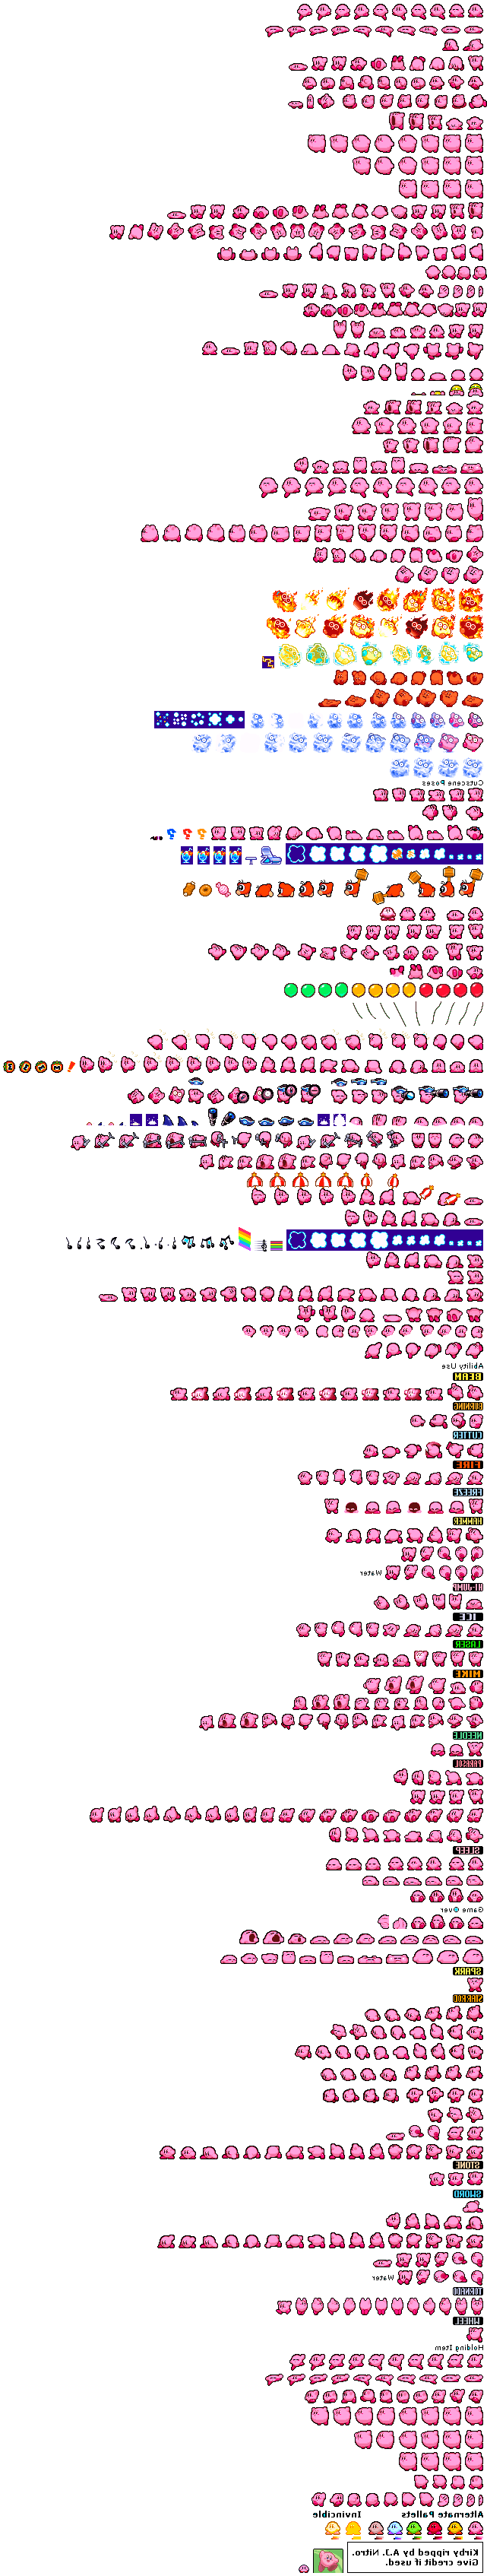 Cutscene Poses
Ability Use
BEAM
BURNING
CUTTER
FIRE
FREEZE
HAMMER
Water
HI-JUMP
ICE
LASER
MIKE
NEEDLE
PARASOL
SLEEP
Game Over
SPARK
STARROD
STONE
SWORD
Water
TORNADO
WHEEL
Holding Item
Alternate Pallets Invincible
Kirby ripped by A.J. Nitro.
Give credit if used.